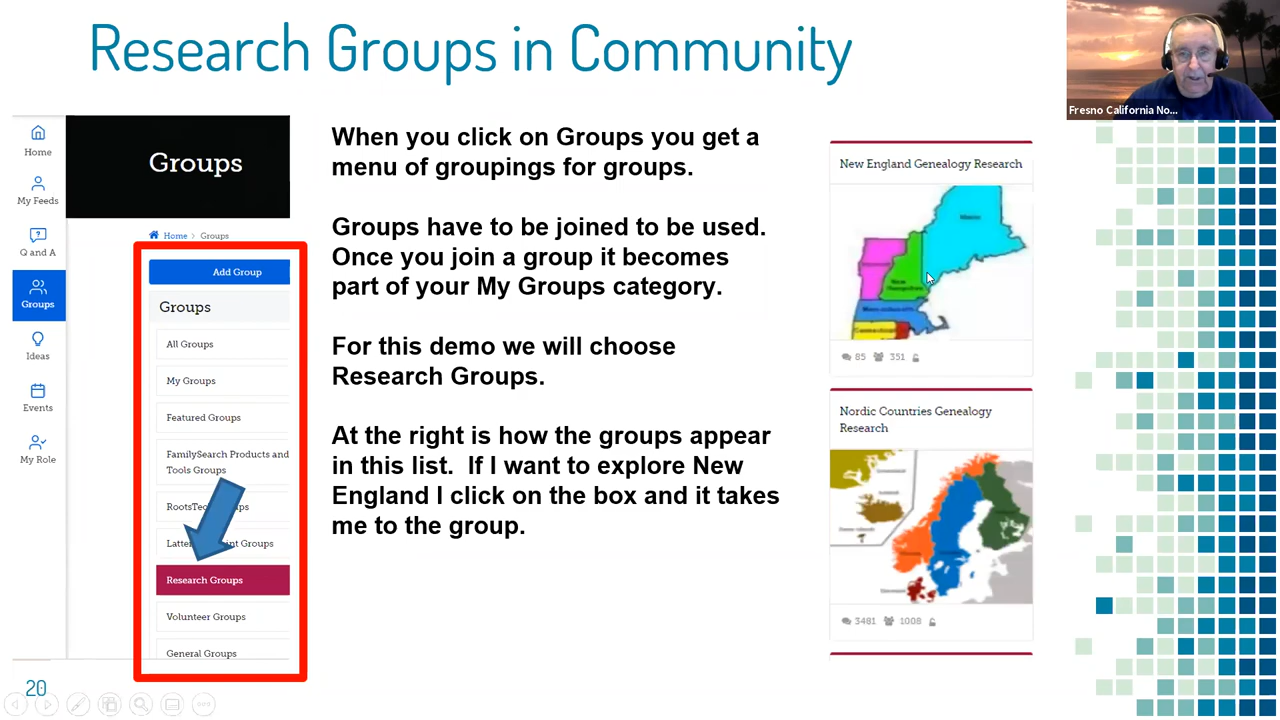 Research Groups in Community
Fresno California No...
Home
My Feeds
Q and A
Groups
Ideas
Events
My Role
Groups
Home > Groups
Add Group
Groups
All Groups
My Groups
Featured Groups
FamilySearch Products and
Tools Groups
Research Groups
Volunteer Groups
General Groups
When you click on Groups you get a
menu of groupings for groups.
Groups have to be joined to be used.
Once you join a group it becomes
part of your My Groups category.
For this demo we will choose
Research Groups.
At the right is how the groups appear
in this list. If I want to explore New
England I click on the box and it takes
me to the group.
New England Genealogy Research
Maine
New
Hampshire
Massachusetts
Connecticut
85 351
Nordic Countries Genealogy
Research
3481 1008
20